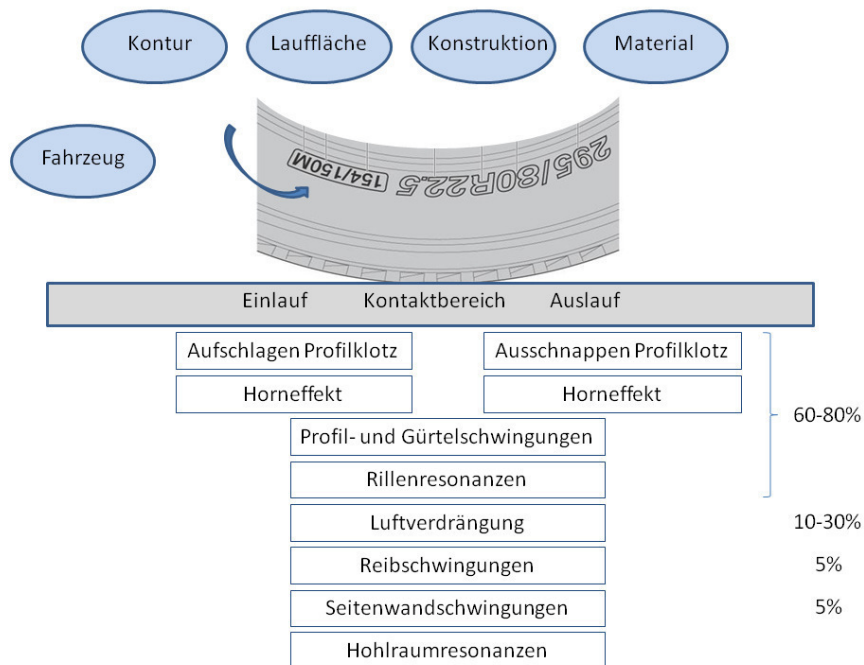 Kontur
Lauffläche
Konstruktion
Material
Fahrzeug
154/150M
295/80R22.5
Einlauf Kontaktbereich Auslauf
Aufschlagen Profilklotz
Ausschnappen Profilklotz
Horneffekt
Horneffekt
60-80%
Profil- und Gürtelschwingungen
Rillenresonanzen
Luftverdrängung
10-30%
Reibschwingungen
5%
Seitenwandschwingungen
5%
Hohlraumresonanzen